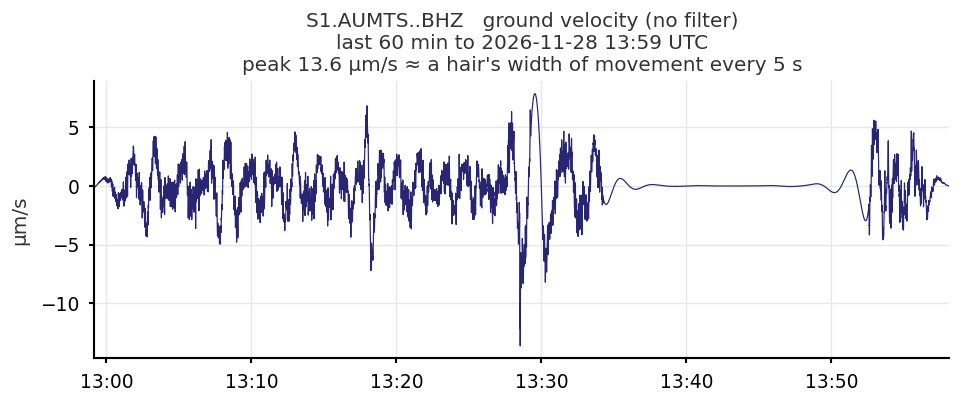 S1.AUMTS..BHZ   ground velocity (no filter)
last 60 min to 2026-11-28 13:59 UTC
peak 13.6 µm/s ≈ a hair's width of movement every 5 s
µm/s
5
0
−5
−10
13:00 13:10 13:20 13:30 13:40 13:50